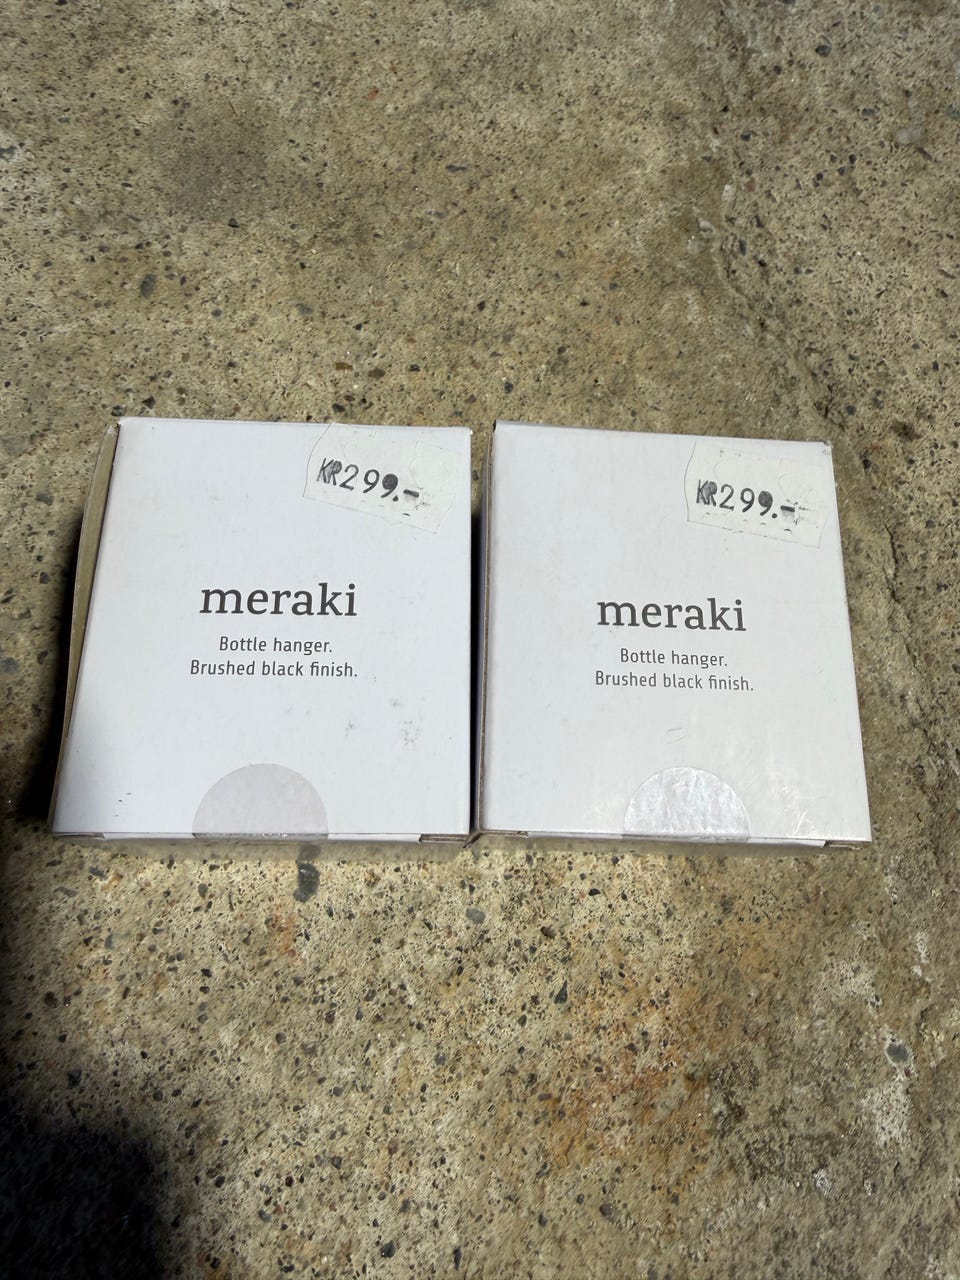 KR299.-
meraki
Bottle hanger.
Brushed black finish.
KR299.-
meraki
Bottle hanger.
Brushed black finish.